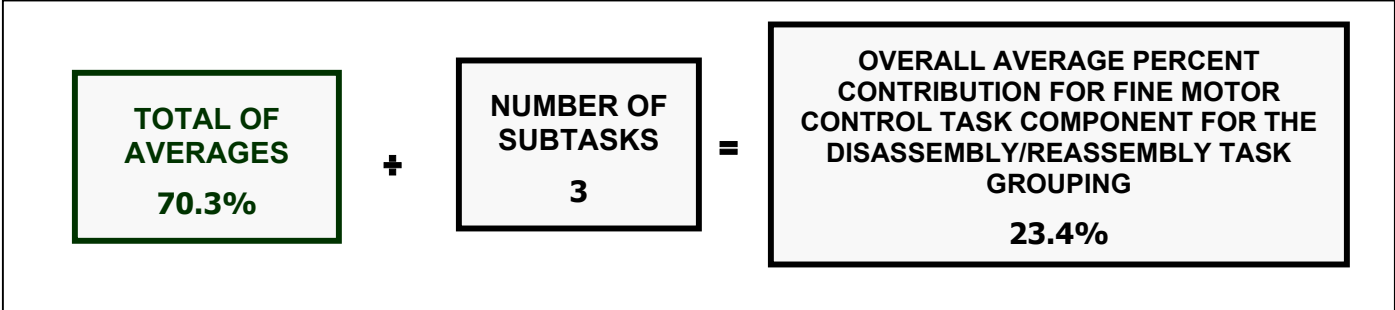 TOTAL OF
AVERAGES
70.3%
÷
NUMBER OF
SUBTASKS
3
=
OVERALL AVERAGE PERCENT
CONTRIBUTION FOR FINE MOTOR
CONTROL TASK COMPONENT FOR THE
DISASSEMBLY/REASSEMBLY TASK
GROUPING
23.4%